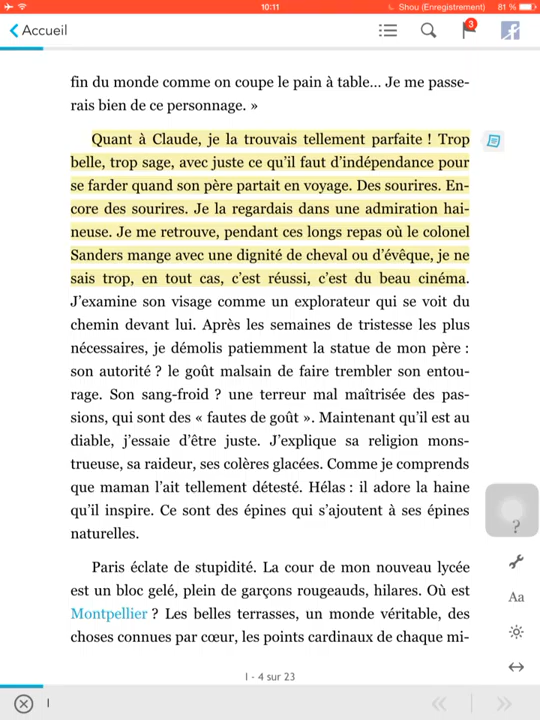 10:11
Shou (Enregistrement)
81 %
Accueil
3
fin du monde comme on coupe le pain à table... Je me passe-
rais bien de ce personnage. »
Quant à Claude, je la trouvais tellement parfaite ! Trop
belle, trop sage, avec juste ce qu'il faut d'indépendance pour
se farder quand son père partait en voyage. Des sourires. En-
core des sourires. Je la regardais dans une admiration hai-
neuse. Je me retrouve, pendant ces longs repas où le colonel
Sanders mange avec une dignité de cheval ou d'évêque, je ne
sais trop, en tout cas, c'est réussi, c'est du beau cinéma.
J'examine son visage comme un explorateur qui se voit du
chemin devant lui. Après les semaines de tristesse les plus
nécessaires, je démolis patiemment la statue de mon père :
son autorité ? le goût malsain de faire trembler son entou-
rage. Son sang-froid ? une terreur mal maîtrisée des pas-
sions, qui sont des « fautes de goût ». Maintenant qu'il est au
diable, j'essaie d'être juste. J'explique sa religion mons-
trueuse, sa raideur, ses colères glacées. Comme je comprends
que maman l'ait tellement détesté. Hélas : il adore la haine
qu'il inspire. Ce sont des épines qui s'ajoutent à ses épines
naturelles.
Paris éclate de stupidité. La cour de mon nouveau lycée
est un bloc gelé, plein de garçons rougeauds, hilares. Où est
Montpellier ? Les belles terrasses, un monde véritable, des
choses connues par cœur, les points cardinaux de chaque mi-
?
Aa
I - 4 sur 23
I